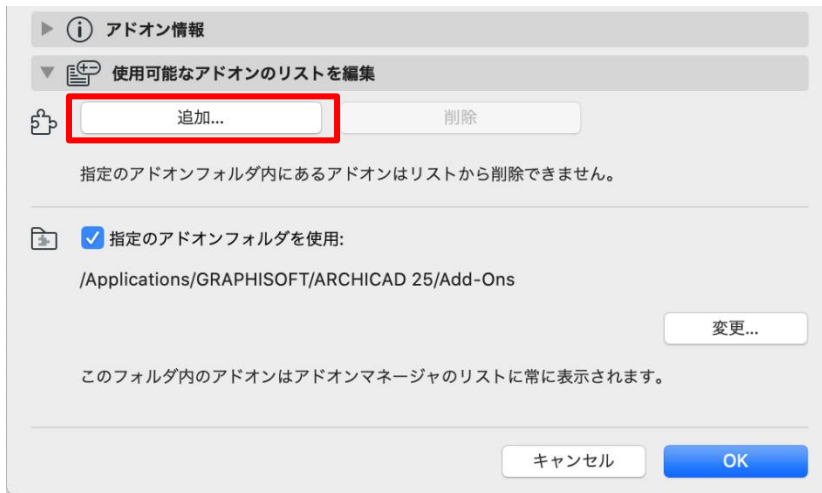 アドオン情報
使用可能なアドオンのリストを編集
追加... 削除
指定のアドオンフォルダ内にあるアドオンはリストから削除できません。
指定のアドオンフォルダを使用:
/Applications/GRAPHISOFT/ARCHICAD 25/Add-Ons
変更...
このフォルダ内のアドオンはアドオンマネージャのリストに常に表示されます。
キャンセル OK